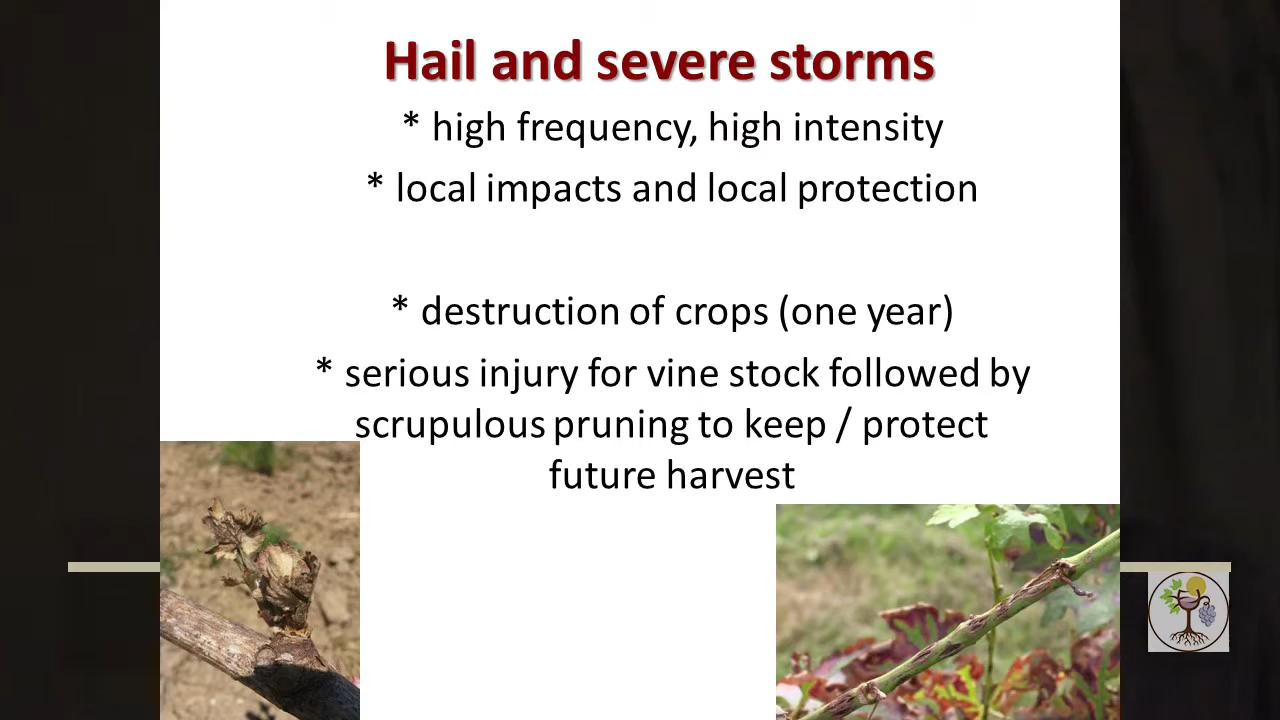 Hail and severe storms
* high frequency, high intensity
* local impacts and local protection
* destruction of crops (one year)
* serious injury for vine stock followed by
scrupulous pruning to keep / protect
future harvest